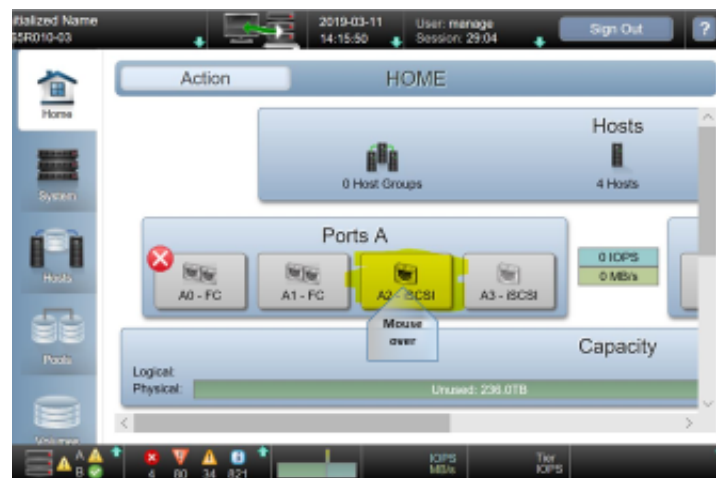 itialized Name
S5R010-03
2019-03-11
14:15:50
User: manage
Session: 29:04
Sign Out
?
Home
System
Hosts
Pools
Volumes
Action
HOME
Hosts
0 Host Groups
4 Hosts
Ports A
A0 - FC
A1 - FC
A2 - iSCSI
A3 - iSCSI
0 IOPS
0 MB/s
Mouse
over
Capacity
Logical:
Physical:
Unused: 236.0TB
A
B
4
80
34
821
IOPS
MB/s
Tier
IOPS